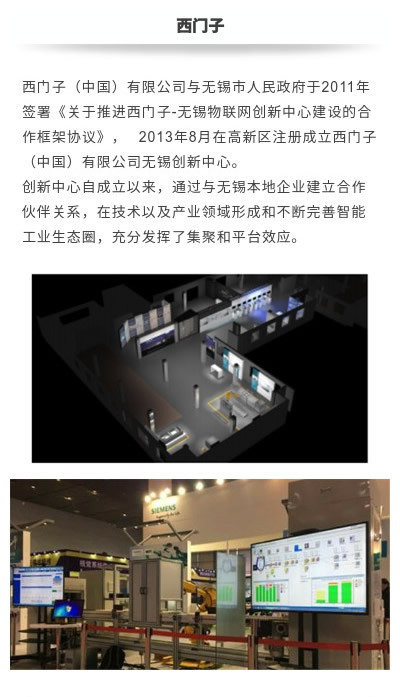 西门子
西门子（中国）有限公司与无锡市人民政府于2011年
签署《关于推进西门子-无锡物联网创新中心建设的合
作框架协议》， 2013年8月在高新区注册成立西门子
（中国）有限公司无锡创新中心。
创新中心自成立以来，通过与无锡本地企业建立合作
伙伴关系，在技术以及产业领域形成和不断完善智能
工业生态圈，充分发挥了集聚和平台效应。
SIEMENS